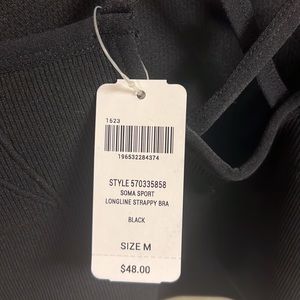 1623
196532284374
STYLE 570335858
SOMA SPORT
LONGLINE STRAPPY BRA
BLACK
SIZE M
$48.00